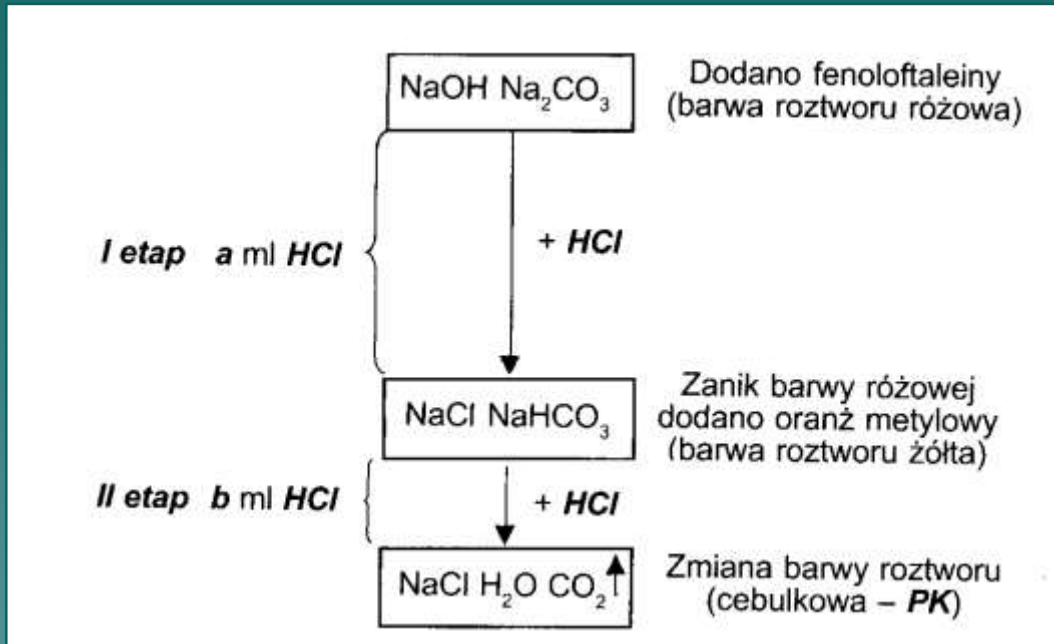 NaOH Na₂CO₃
Dodano fenoloftaleiny
(barwa roztworu różowa)
I etap a ml HCl
+ HCl
NaCl NaHCO₃
Zanik barwy różowej
dodano oranż metylowy
(barwa roztworu żółta)
II etap b ml HCl
+ HCl
NaCl H₂O CO₂↑
Zmiana barwy roztworu
(cebulkowa – PK)